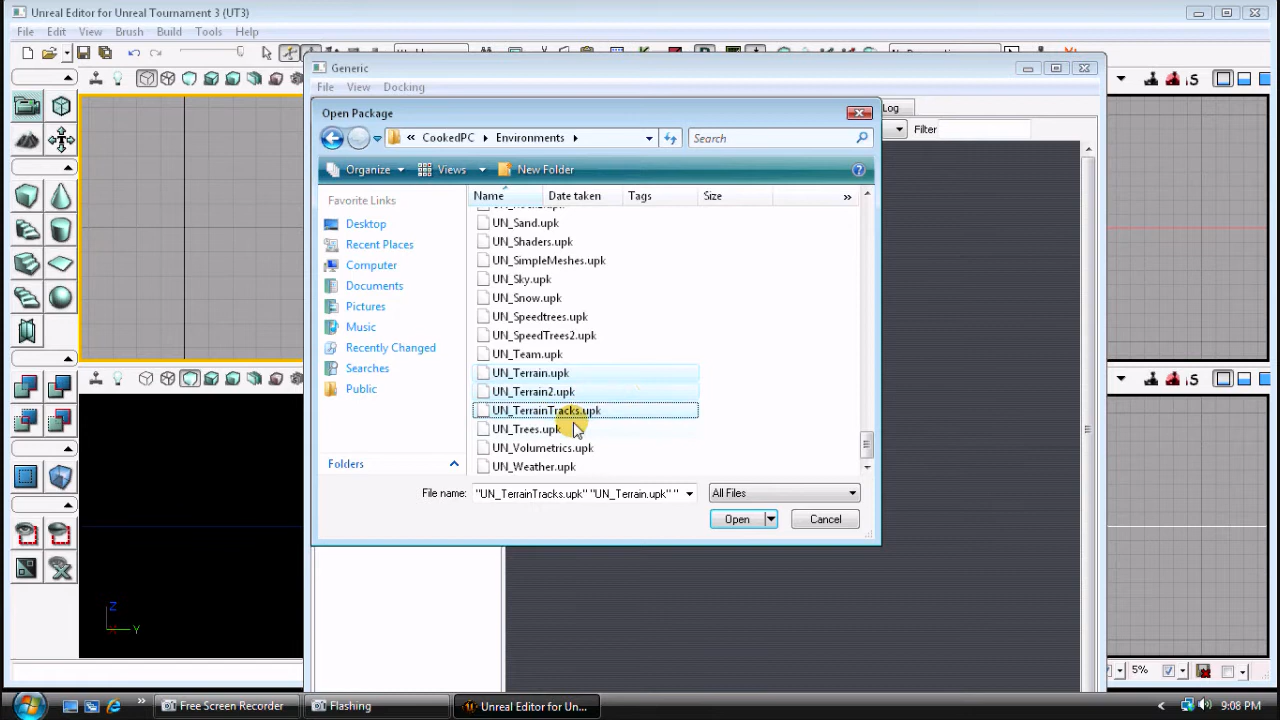 Unreal Editor for Unreal Tournament 3 (UT3)
File Edit View Brush Build Tools Help
Generic
File View Docking
Log
Filter
Open Package
« CookedPC Environments
Search
Organize Views New Folder
Favorite Links
Desktop
Recent Places
Computer
Documents
Pictures
Music
Recently Changed
Searches
Public
Folders
Name Date taken Tags Size »
UN_Sand.upk
UN_Shaders.upk
UN_SimpleMeshes.upk
UN_Sky.upk
UN_Snow.upk
UN_Speedtrees.upk
UN_SpeedTrees2.upk
UN_Team.upk
UN_Terrain.upk
UN_Terrain2.upk
UN_TerrainTracks.upk
UN_Trees.upk
UN_Volumetrics.upk
UN_Weather.upk
File name: "UN_TerrainTracks.upk" "UN_Terrain.upk" "
All Files
Open Cancel
Z
Y
5%
Free Screen Recorder
Flashing
Unreal Editor for Un...
9:08 PM